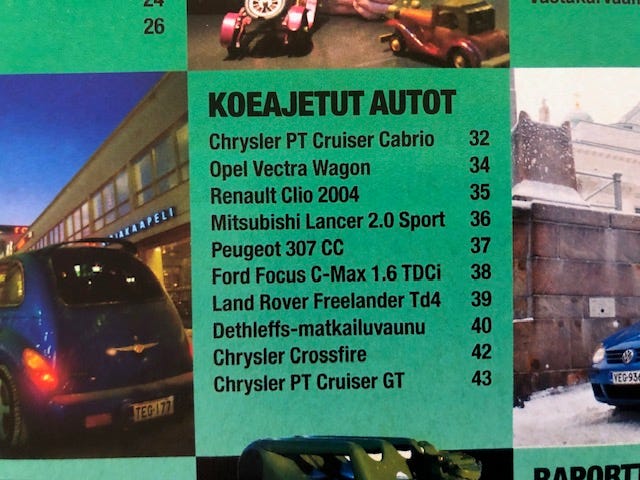 24
26
KOEAJETUT AUTOT
Chrysler PT Cruiser Cabrio 32
Opel Vectra Wagon 34
Renault Clio 2004 35
Mitsubishi Lancer 2.0 Sport 36
Peugeot 307 CC 37
Ford Focus C-Max 1.6 TDCi 38
Land Rover Freelander Td4 39
Dethleffs-matkailuvaunu 40
Chrysler Crossfire 42
Chrysler PT Cruiser GT 43
TEG-177
VEG-936